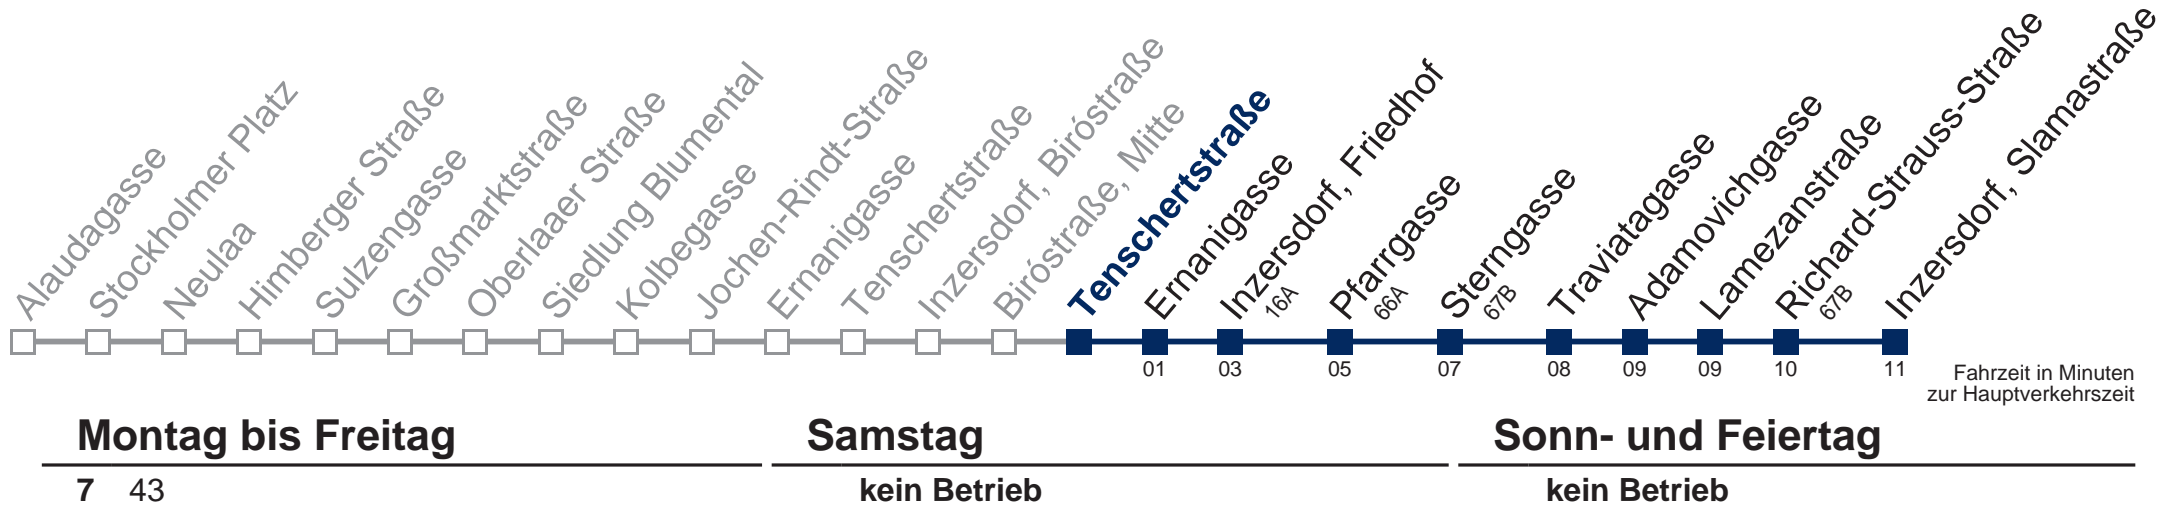 Alaudagasse
Stockholmer Platz
Neulaa
Himberger Straße
Sulzengasse
Großmarktstraße
Oberlaaer Straße
Siedlung Blumental
Kolbegasse
Jochen-Rindt-Straße
Ernanigasse
Tenschertstraße
Inzersdorf, Biróstraße
Biróstraße, Mitte
Tenschertstraße
Ernanigasse
Inzersdorf, Friedhof
16A
Pfarrgasse
66A
Sterngasse
67B
Traviatagasse
Adamovichgasse
Lamezanstraße
Richard-Strauss-Straße
67B
Inzersdorf, Slamastraße
01 03 05 07 08 09 09 10 11
Fahrzeit in Minuten
zur Hauptverkehrszeit
Montag bis Freitag
7 43
Samstag
kein Betrieb
Sonn- und Feiertag
kein Betrieb